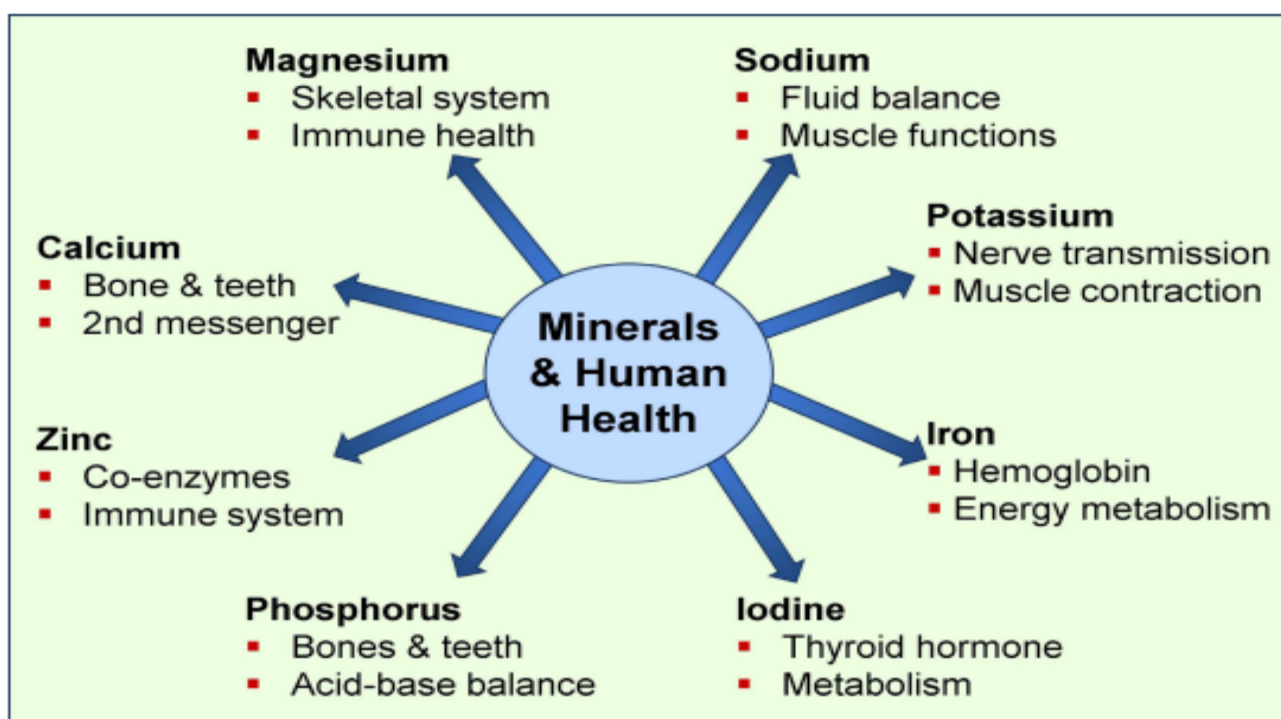 Magnesium
▪ Skeletal system
▪ Immune health
Sodium
▪ Fluid balance
▪ Muscle functions
Calcium
▪ Bone & teeth
▪ 2nd messenger
Potassium
▪ Nerve transmission
▪ Muscle contraction
Minerals
& Human
Health
Zinc
▪ Co-enzymes
▪ Immune system
Iron
▪ Hemoglobin
▪ Energy metabolism
Phosphorus
▪ Bones & teeth
▪ Acid-base balance
Iodine
▪ Thyroid hormone
▪ Metabolism